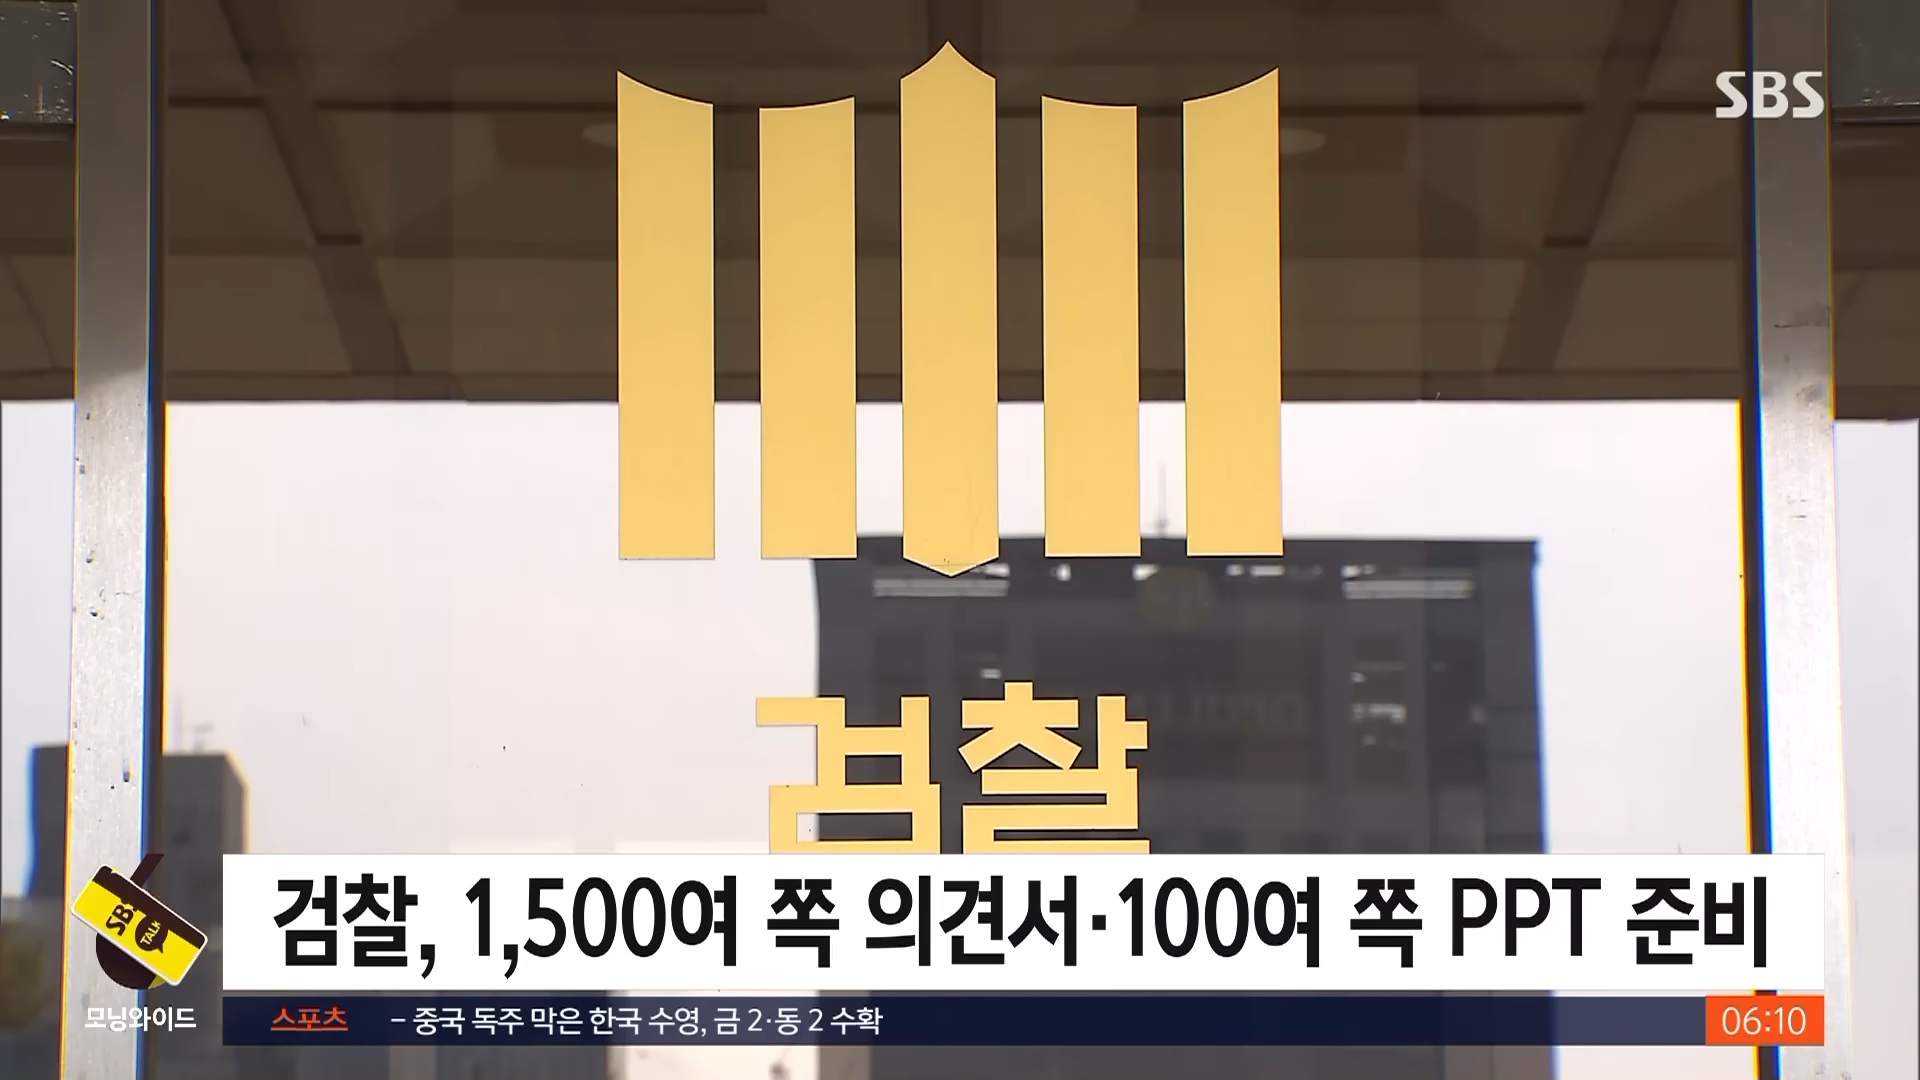 SBS
검찰
검찰, 1,500여 쪽 의견서·100여 쪽 PPT 준비
SBS
TALK
모닝와이드
스포츠 - 중국 독주 막은 한국 수영, 금 2·동 2 수확
06:10